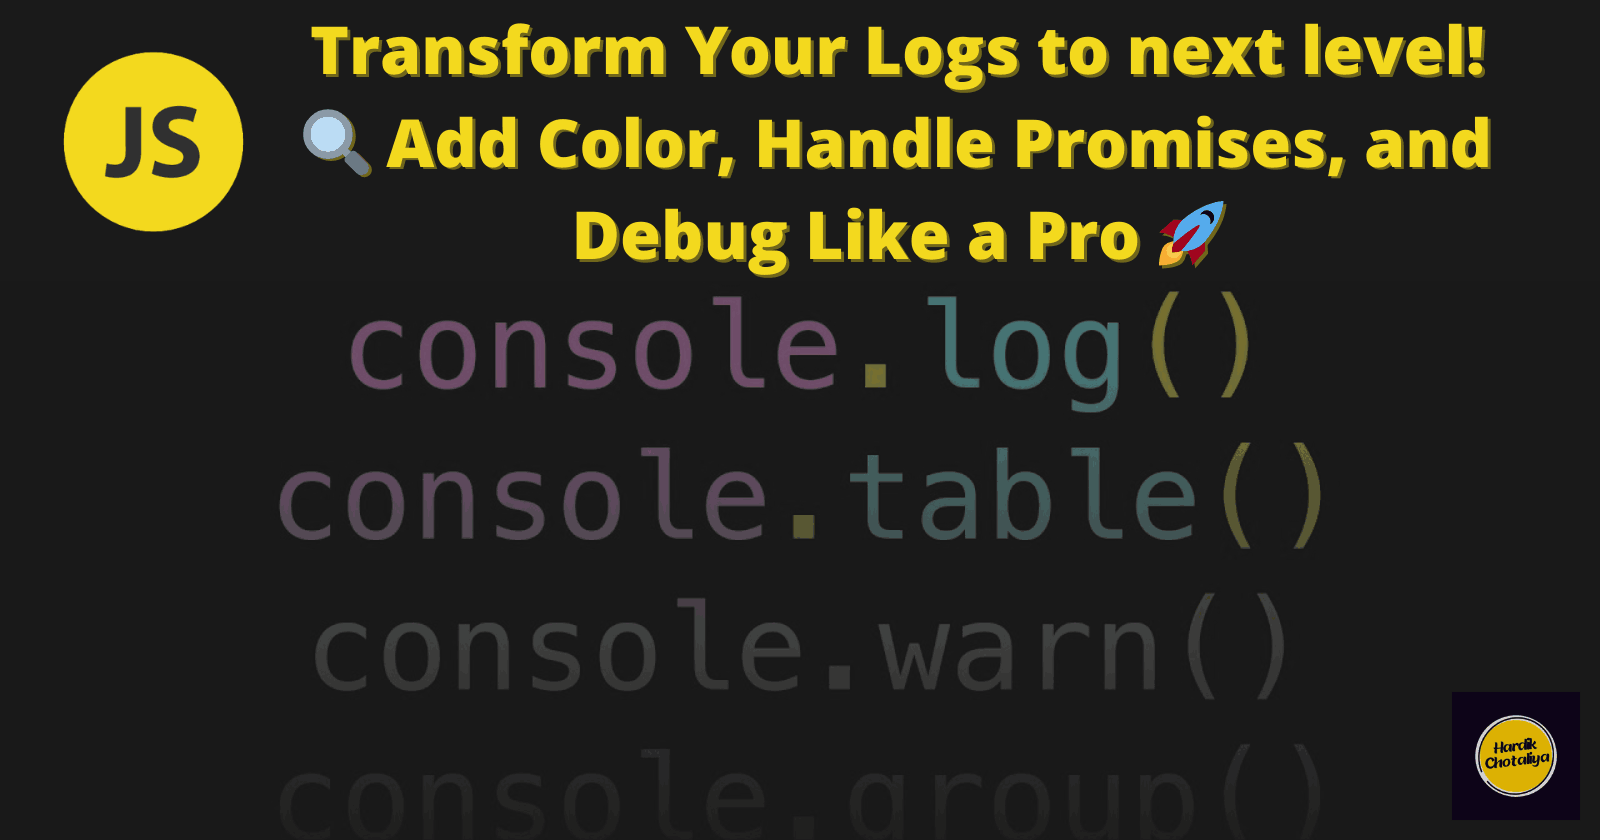 JS
Transform Your Logs to next level!
🔍 Add Color, Handle Promises, and
Debug Like a Pro 🚀
console.log()
console.table()
console.warn()
console.group()
Hardik
Chotaliya